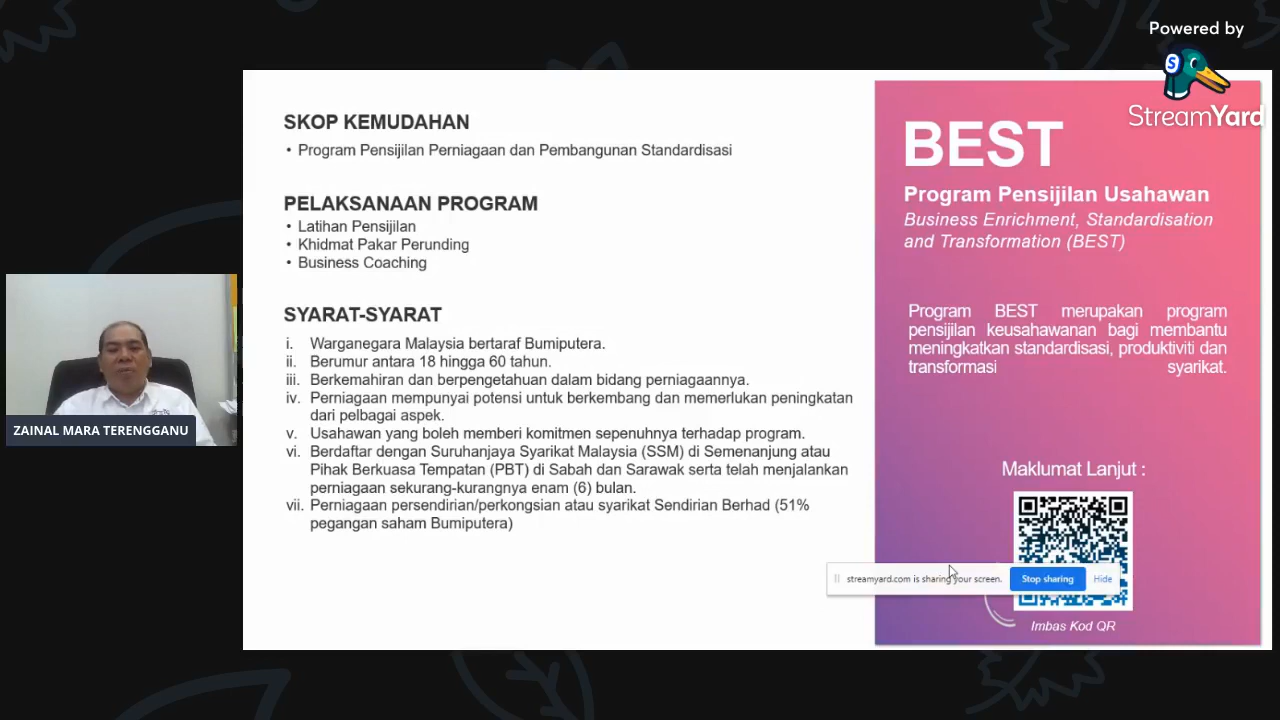 Powered by
StreamYard
SKOP KEMUDAHAN
• Program Pensijilan Perniagaan dan Pembangunan Standardisasi
PELAKSANAAN PROGRAM
• Latihan Pensijilan
• Khidmat Pakar Perunding
• Business Coaching
SYARAT-SYARAT
i. Warganegara Malaysia bertaraf Bumiputera.
ii. Berumur antara 18 hingga 60 tahun.
iii. Berkemahiran dan berpengetahuan dalam bidang perniagaannya.
iv. Perniagaan mempunyai potensi untuk berkembang dan memerlukan peningkatan
dari pelbagai aspek.
v. Usahawan yang boleh memberi komitmen sepenuhnya terhadap program.
vi. Berdaftar dengan Suruhanjaya Syarikat Malaysia (SSM) di Semenanjung atau
Pihak Berkuasa Tempatan (PBT) di Sabah dan Sarawak serta telah menjalankan
perniagaan sekurang-kurangnya enam (6) bulan.
vii. Perniagaan persendirian/perkongsian atau syarikat Sendirian Berhad (51%
pegangan saham Bumiputera)
BEST
Program Pensijilan Usahawan
Business Enrichment, Standardisation
and Transformation (BEST)
Program BEST merupakan program
pensijilan keusahawanan bagi membantu
meningkatkan standardisasi, produktiviti dan
transformasi syarikat.
Maklumat Lanjut :
Imbas Kod QR
streamyard.com is sharing your screen.
Stop sharing
Hide
ZAINAL MARA TERENGGANU